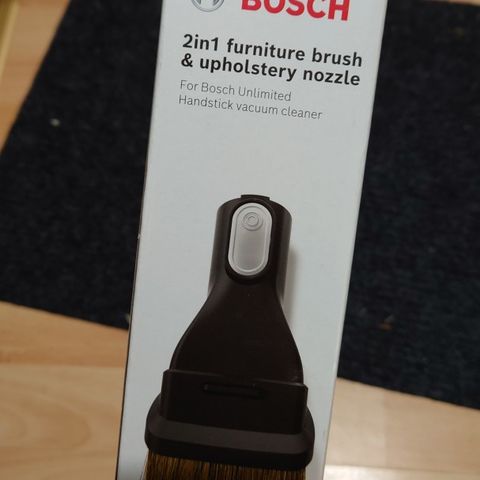 BOSCH
2in1 furniture brush
& upholstery nozzle
For Bosch Unlimited
Handstick vacuum cleaner